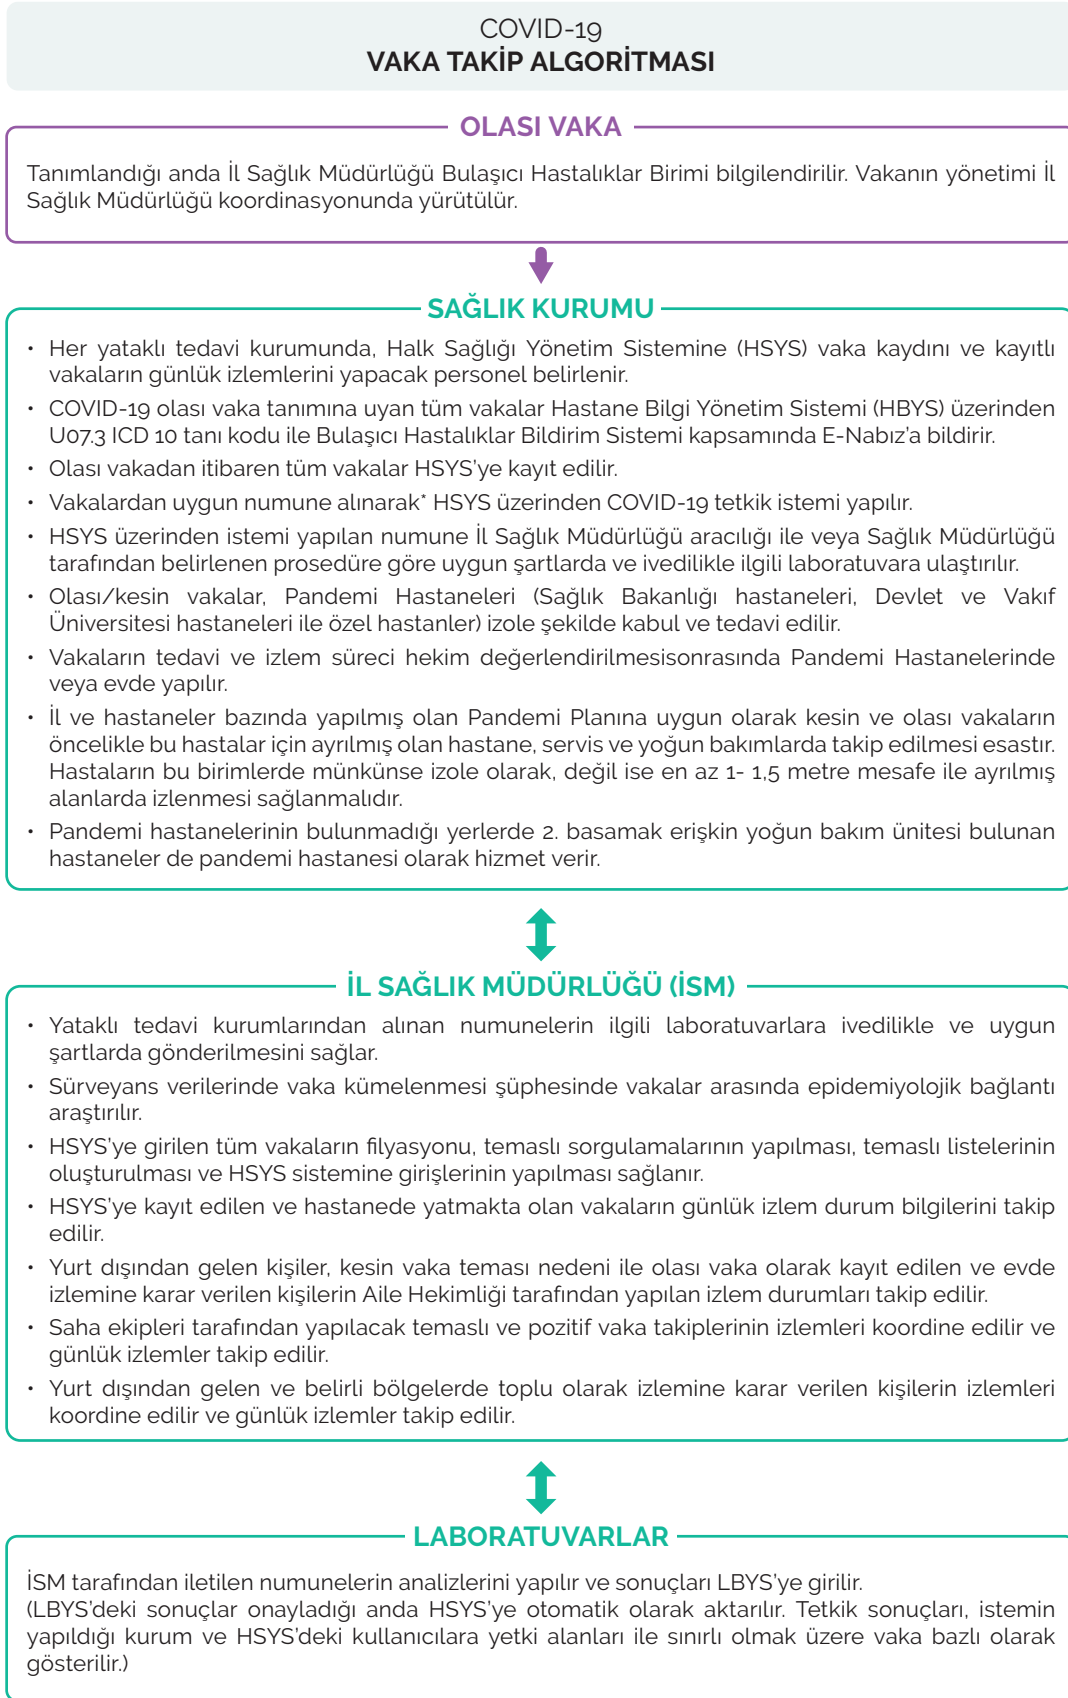 COVID-19
VAKA TAKİP ALGORİTMASI
OLASI VAKA
Tanımlandığı anda İl Sağlık Müdürlüğü Bulaşıcı Hastalıklar Birimi bilgilendirilir. Vakanın yönetimi İl
Sağlık Müdürlüğü koordinasyonunda yürütülür.
SAĞLIK KURUMU
• Her yataklı tedavi kurumunda, Halk Sağlığı Yönetim Sistemine (HSYS) vaka kaydını ve kayıtlı
vakaların günlük izlemlerini yapacak personel belirlenir.
• COVID-19 olası vaka tanımına uyan tüm vakalar Hastane Bilgi Yönetim Sistemi (HBYS) üzerinden
U07.3 ICD 10 tanı kodu ile Bulaşıcı Hastalıklar Bildirim Sistemi kapsamında E-Nabız’a bildirir.
• Olası vakadan itibaren tüm vakalar HSYS’ye kayıt edilir.
• Vakalardan uygun numune alınarak* HSYS üzerinden COVID-19 tetkik istemi yapılır.
• HSYS üzerinden istemi yapılan numune İl Sağlık Müdürlüğü aracılığı ile veya Sağlık Müdürlüğü
tarafından belirlenen prosedüre göre uygun şartlarda ve ivedilikle ilgili laboratuvara ulaştırılır.
• Olası/kesin vakalar, Pandemi Hastaneleri (Sağlık Bakanlığı hastaneleri, Devlet ve Vakıf
Üniversitesi hastaneleri ile özel hastanler) izole şekilde kabul ve tedavi edilir.
• Vakaların tedavi ve izlem süreci hekim değerlendirilmesisonrasında Pandemi Hastanelerinde
veya evde yapılır.
• İl ve hastaneler bazında yapılmış olan Pandemi Planına uygun olarak kesin ve olası vakaların
öncelikle bu hastalar için ayrılmış olan hastane, servis ve yoğun bakımlarda takip edilmesi esastır.
Hastaların bu birimlerde münkünse izole olarak, değil ise en az 1- 1,5 metre mesafe ile ayrılmış
alanlarda izlenmesi sağlanmalıdır.
• Pandemi hastanelerinin bulunmadığı yerlerde 2. basamak erişkin yoğun bakım ünitesi bulunan
hastaneler de pandemi hastanesi olarak hizmet verir.
İL SAĞLIK MÜDÜRLÜĞÜ (İSM)
• Yataklı tedavi kurumlarından alınan numunelerin ilgili laboratuvarlara ivedilikle ve uygun
şartlarda gönderilmesini sağlar.
• Sürveyans verilerinde vaka kümelenmesi şüphesinde vakalar arasında epidemiyolojik bağlantı
araştırılır.
• HSYS’ye girilen tüm vakaların filyasyonu, temaslı sorgulamalarının yapılması, temaslı listelerinin
oluşturulması ve HSYS sistemine girişlerinin yapılması sağlanır.
• HSYS’ye kayıt edilen ve hastanede yatmakta olan vakaların günlük izlem durum bilgilerini takip
edilir.
• Yurt dışından gelen kişiler, kesin vaka teması nedeni ile olası vaka olarak kayıt edilen ve evde
izlemine karar verilen kişilerin Aile Hekimliği tarafından yapılan izlem durumları takip edilir.
• Saha ekipleri tarafından yapılacak temaslı ve pozitif vaka takiplerinin izlemleri koordine edilir ve
günlük izlemler takip edilir.
• Yurt dışından gelen ve belirli bölgelerde toplu olarak izlemine karar verilen kişilerin izlemleri
koordine edilir ve günlük izlemler takip edilir.
LABORATUVARLAR
İSM tarafından iletilen numunelerin analizlerini yapılır ve sonuçları LBYS’ye girilir.
(LBYS’deki sonuçlar onayladığı anda HSYS’ye otomatik olarak aktarılır. Tetkik sonuçları, istemin
yapıldığı kurum ve HSYS’deki kullanıcılara yetki alanları ile sınırlı olmak üzere vaka bazlı olarak
gösterilir.)